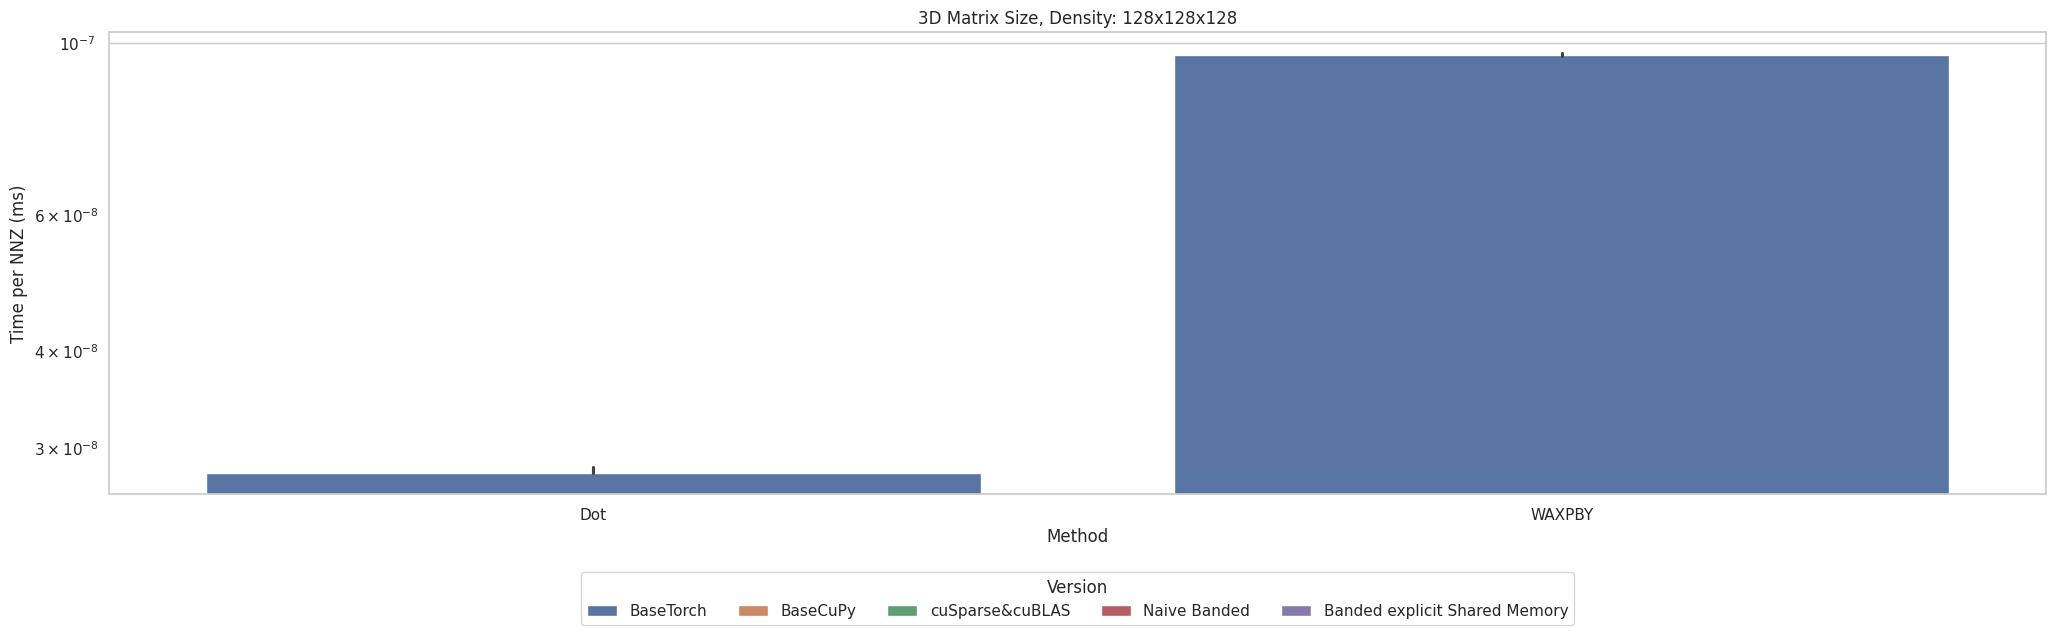 3D Matrix Size, Density: 128x128x128
Time per NNZ (ms)
10⁻⁷
6 × 10⁻⁸
4 × 10⁻⁸
3 × 10⁻⁸
Dot WAXPBY
Method
Version
BaseTorch BaseCuPy cuSparse&cuBLAS Naive Banded Banded explicit Shared Memory